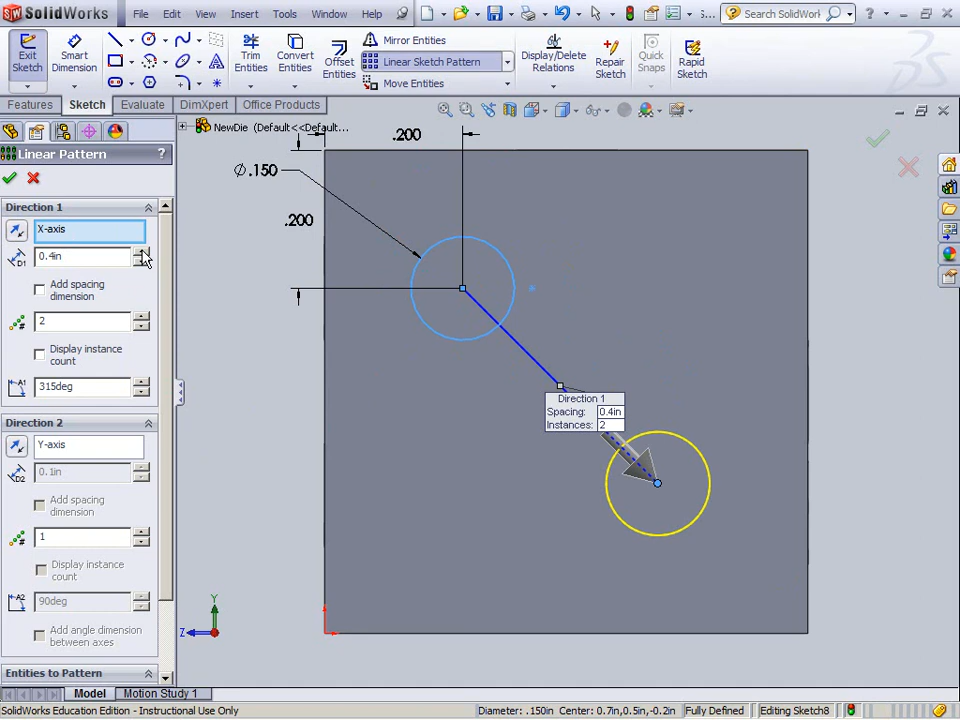 SolidWorks File Edit View Insert Tools Window Help S... Search SolidWorks ?
Exit Sketch
Smart Dimension
Trim Entities
Convert Entities
Offset Entities
Mirror Entities
Linear Sketch Pattern
Move Entities
Display/Delete Relations
Repair Sketch
Quick Snaps
Rapid Sketch
Features Sketch Evaluate DimXpert Office Products
NewDie (Default<<Default...
Linear Pattern ?
Direction 1
X-axis
D1 0.4in
Add spacing
dimension
2
Display instance
count
A1 315deg
Direction 2
Y-axis
D2 0.1in
Add spacing
dimension
1
Display instance
count
A2 90deg
Add angle dimension
between axes
Entities to Pattern
.200
Ø.150
.200
Direction 1
Spacing: 0.4in
Instances: 2
Y
Z
Model Motion Study 1
SolidWorks Education Edition - Instructional Use Only Diameter: .150in Center: 0.7in,0.5in,-0.2in Fully Defined Editing Sketch8